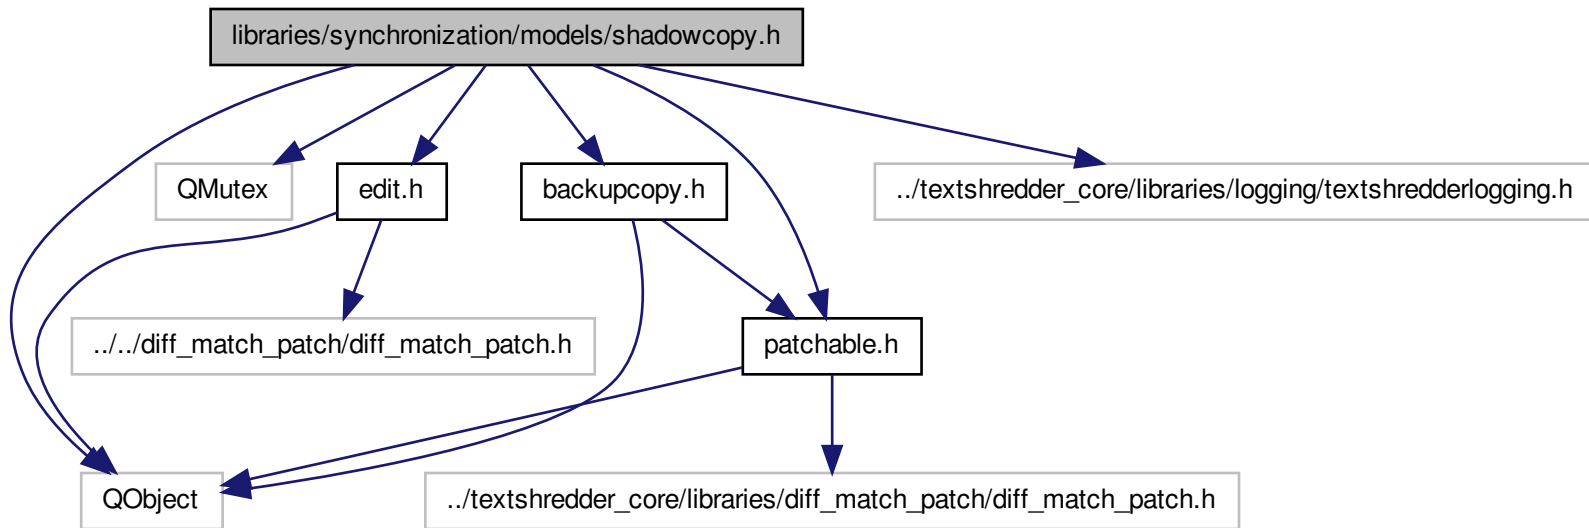 libraries/synchronization/models/shadowcopy.h
QMutex
edit.h
backupcopy.h
../textshredder_core/libraries/logging/textshredderlogging.h
../../diff_match_patch/diff_match_patch.h
patchable.h
QObject
../textshredder_core/libraries/diff_match_patch/diff_match_patch.h